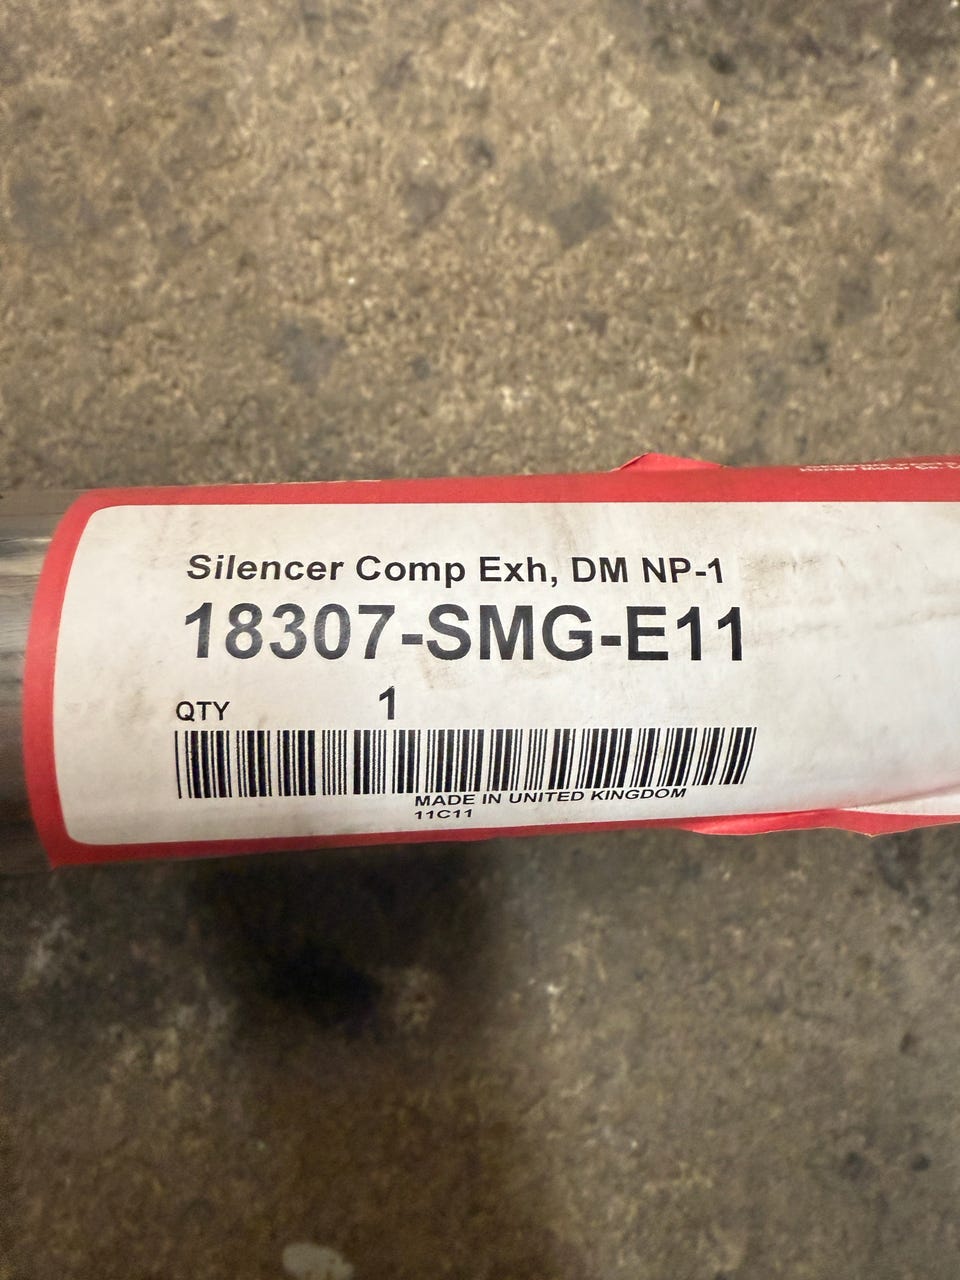 Silencer Comp Exh, DM NP-1
18307-SMG-E11
QTY 1
MADE IN UNITED KINGDOM
11C11